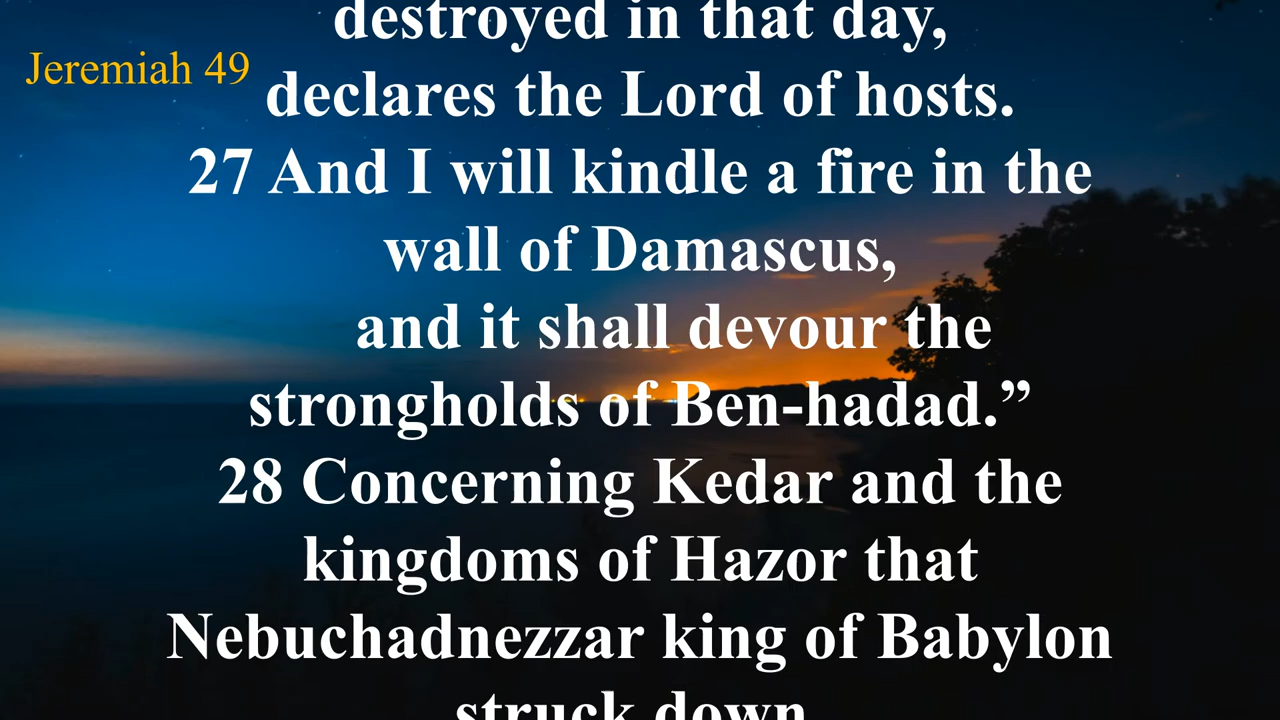 destroyed in that day,
Jeremiah 49
declares the Lord of hosts.
27 And I will kindle a fire in the
wall of Damascus,
and it shall devour the
strongholds of Ben-hadad.”
28 Concerning Kedar and the
kingdoms of Hazor that
Nebuchadnezzar king of Babylon
struck down